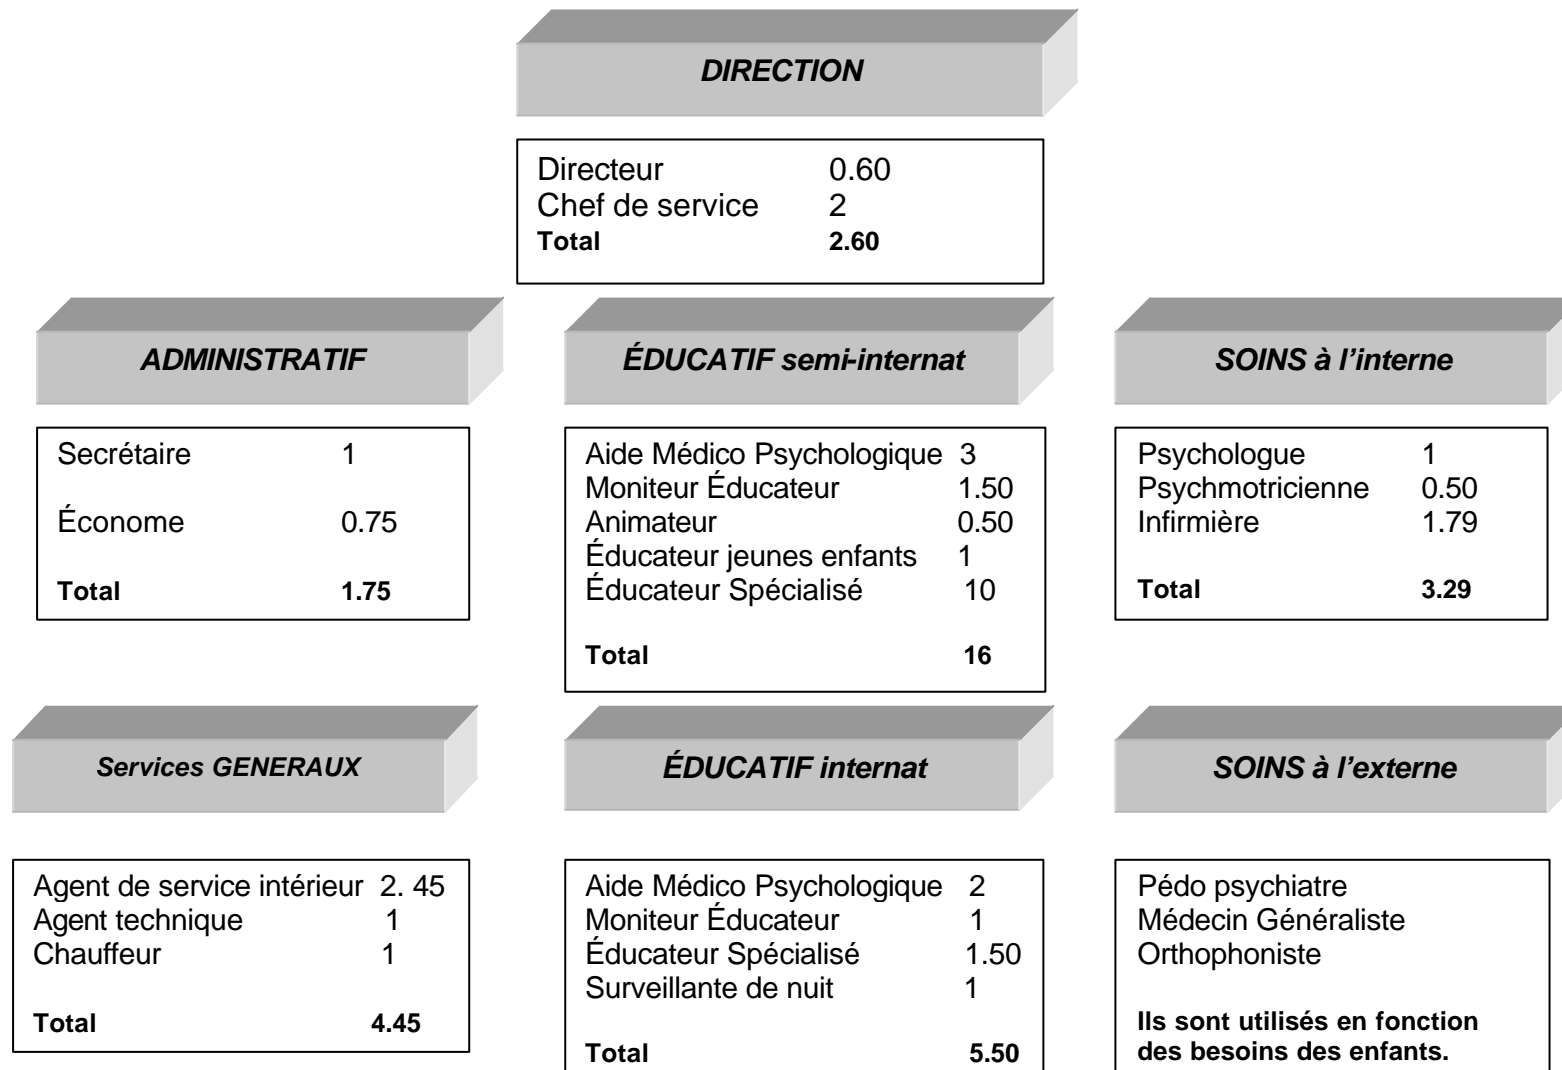 DIRECTION
Directeur 0.60
Chef de service 2
Total 2.60
ADMINISTRATIF
Secrétaire 1
Économe 0.75
Total 1.75
ÉDUCATIF semi-internat
Aide Médico Psychologique 3
Moniteur Éducateur 1.50
Animateur 0.50
Éducateur jeunes enfants 1
Éducateur Spécialisé 10
Total 16
SOINS à l’interne
Psychologue 1
Psychmotricienne 0.50
Infirmière 1.79
Total 3.29
Services GENERAUX
Agent de service intérieur 2. 45
Agent technique 1
Chauffeur 1
Total 4.45
ÉDUCATIF internat
Aide Médico Psychologique 2
Moniteur Éducateur 1
Éducateur Spécialisé 1.50
Surveillante de nuit 1
Total 5.50
SOINS à l’externe
Pédo psychiatre
Médecin Généraliste
Orthophoniste
Ils sont utilisés en fonction
des besoins des enfants.